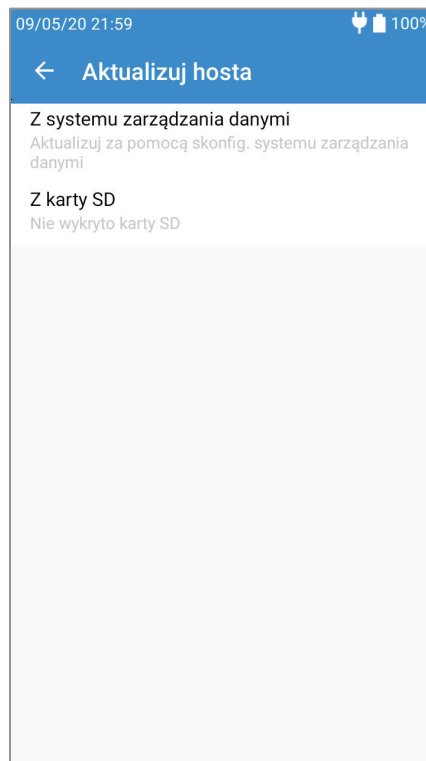 09/05/20 21:59 100%
Aktualizuj hosta
Z systemu zarządzania danymi
Aktualizuj za pomocą skonfig. systemu zarządzania
danymi
Z karty SD
Nie wykryto karty SD